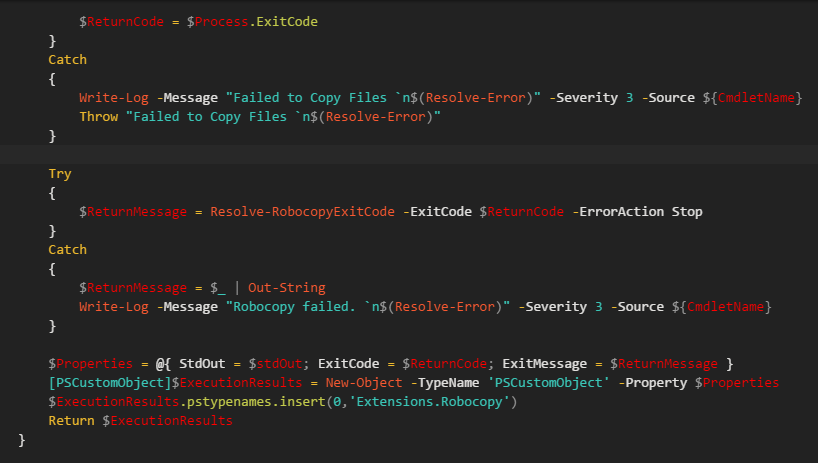 $ReturnCode = $Process.ExitCode
}
Catch
{
Write-Log -Message "Failed to Copy Files `n$(Resolve-Error)" -Severity 3 -Source ${CmdletName}
Throw "Failed to Copy Files `n$(Resolve-Error)"
}
Try
{
$ReturnMessage = Resolve-RobocopyExitCode -ExitCode $ReturnCode -ErrorAction Stop
}
Catch
{
$ReturnMessage = $_ | Out-String
Write-Log -Message "Robocopy failed. `n$(Resolve-Error)" -Severity 3 -Source ${CmdletName}
}
$Properties = @{ StdOut = $stdOut; ExitCode = $ReturnCode; ExitMessage = $ReturnMessage }
[PSCustomObject]$ExecutionResults = New-Object -TypeName 'PSCustomObject' -Property $Properties
$ExecutionResults.pstypenames.insert(0,'Extensions.Robocopy')
Return $ExecutionResults
}